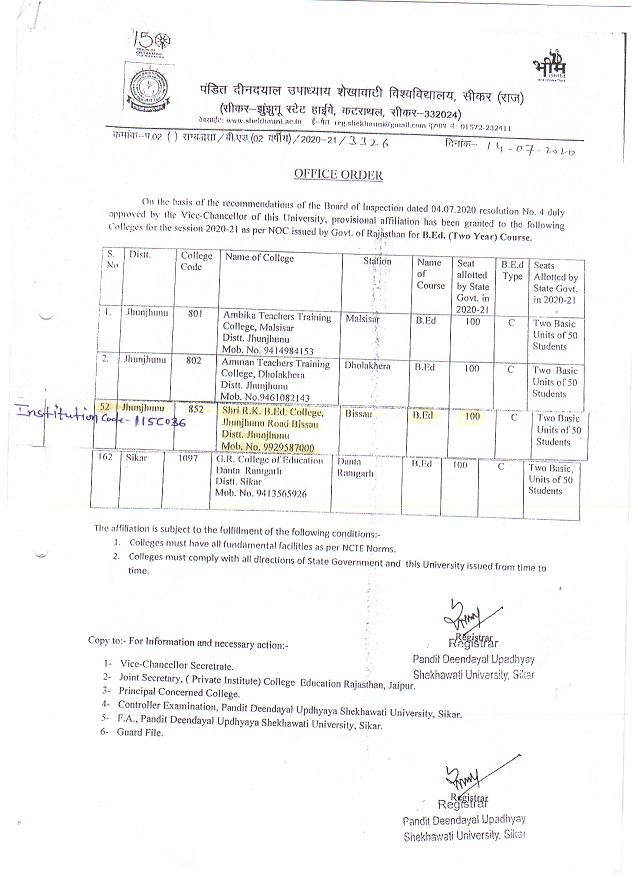 150
भीम
पंडित दीनदयाल उपाध्याय शेखावाटी विश्वविद्यालय, सीकर (राज)
(सीकर–झुंझुनू स्टेट हाईवे, कटराथल, सीकर–332024)
वेबसाईट: www.shekhauni.ac.in ई–मेल reg.shekhauni@gmail.com दूरभाष नं: 01572-232411
क्रमांक–प.02 ( ) सम्बद्धता/बी.एड.(02 वर्षीय)/2020-21/3326 दिनांक– 14-07-2020
OFFICE ORDER
On the basis of the recommendations of the Board of Inspection dated 04.07.2020 resolution No. 4 duly
approved by the Vice-Chancellor of this University, provisional affiliation has been granted to the following
Colleges for the session 2020-21 as per NOC issued by Govt. of Rajasthan for B.Ed. (Two Year) Course.
S. No Distt. College Code Name of College Station Name of Course Seat allotted by State Govt. in 2020-21 B.E.d Type Seats Allotted by State Govt. in 2020-21
1. Jhunjhunu 801 Ambika Teachers Training Malsisar B.Ed 100 C Two Basic
College, Malsisar Units of 50
Distt. Jhunjhunu Students
Mob. No. 9414984153
2. Jhunjhunu 802 Amman Teachers Training Dholakhera B.Ed 100 C Two Basic
College, Dholakhera Units of 50
Distt. Jhunjhunu Students
Mob. No.9461082143
52 Jhunjhunu 852 Shri R.K. B.Ed. College, Bissau B.Ed 100 C Two Basic
Institution Code - 115C036 Jhunjhunu Road Bissau Units of 50
Distt. Jhunjhunu Students
Mob. No. 9929587000
162 Sikar 1097 G.R. College of Education Danta B.Ed 100 C Two Basic,
Danta Ramgarh Ramgarh Units of 50
Distt. Sikar Students
Mob. No. 9413565926
The affiliation is subject to the fulfillment of the following conditions:-
1. Colleges must have all fundamental facilities as per NCTE Norms.
2. Colleges must comply with all directions of State Government and this University issued from time to
time.
Registrar
Registrar
Pandit Deendayal Upadhyay
Shekhawati University, Sikar
Copy to:- For Information and necessary action:-
1- Vice-Chancellor Secretrate.
2- Joint Secretary, ( Private Institute) College Education Rajasthan, Jaipur.
3- Principal Concerned College.
4- Controller Examination, Pandit Deendayal Updhyaya Shekhawati University, Sikar.
5- F.A., Pandit Deendayal Updhyaya Shekhawati University, Sikar.
6- Guard File.
Registrar
Registrar
Pandit Deendayal Upadhyay
Shekhawati University, Sikar